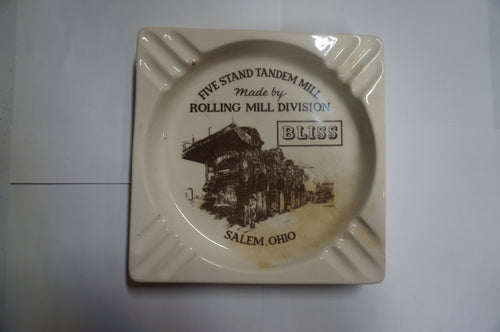 FIVE STAND TANDEM MILL
Made by
ROLLING MILL DIVISION
BLISS
SALEM, OHIO